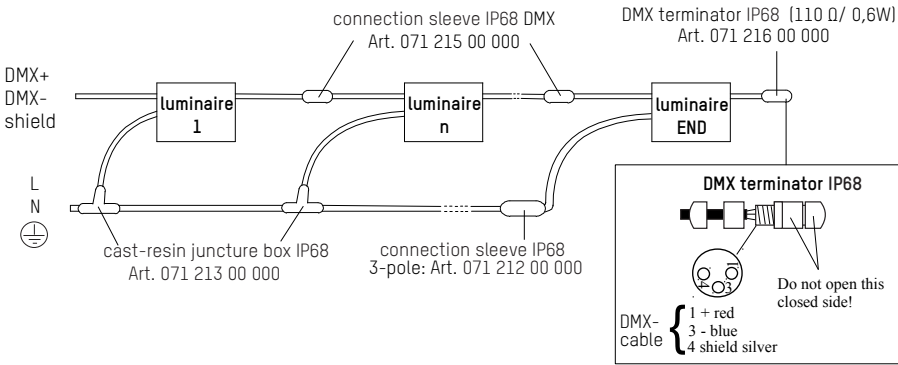 connection sleeve IP68 DMX
Art. 071 215 00 000
DMX terminator IP68 (110 Ω/ 0,6W)
Art. 071 216 00 000
DMX+
DMX-
shield
luminaire
1
luminaire
n
luminaire
END
L
N
cast-resin juncture box IP68
Art. 071 213 00 000
connection sleeve IP68
3-pole: Art. 071 212 00 000
DMX terminator IP68
1
4
3
Do not open this
closed side!
DMX-
cable
1 + red
3 - blue
4 shield silver